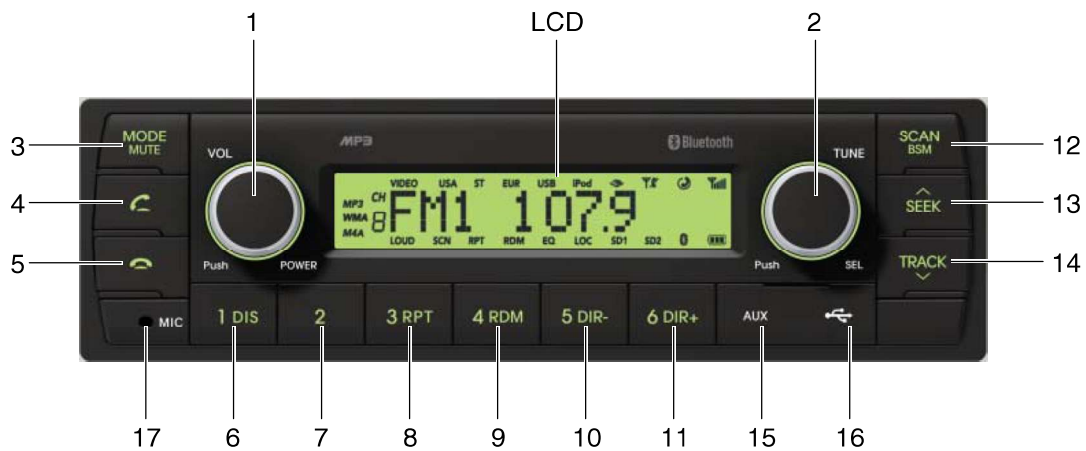 1 LCD 2
3 MODE MUTE
4
5
VOL MP3 Bluetooth TUNE
VIDEO USA ST EUR USB iPod
MP3 WMA M4A CH 8 FM1 107.9
LOUD SCN RPT RDM EQ LOC SD1 SD2
Push POWER
Push SEL
SCAN BSM 12
SEEK 13
TRACK 14
MIC 1 DIS 2 3 RPT 4 RDM 5 DIR- 6 DIR+ AUX
17 6 7 8 9 10 11 15 16